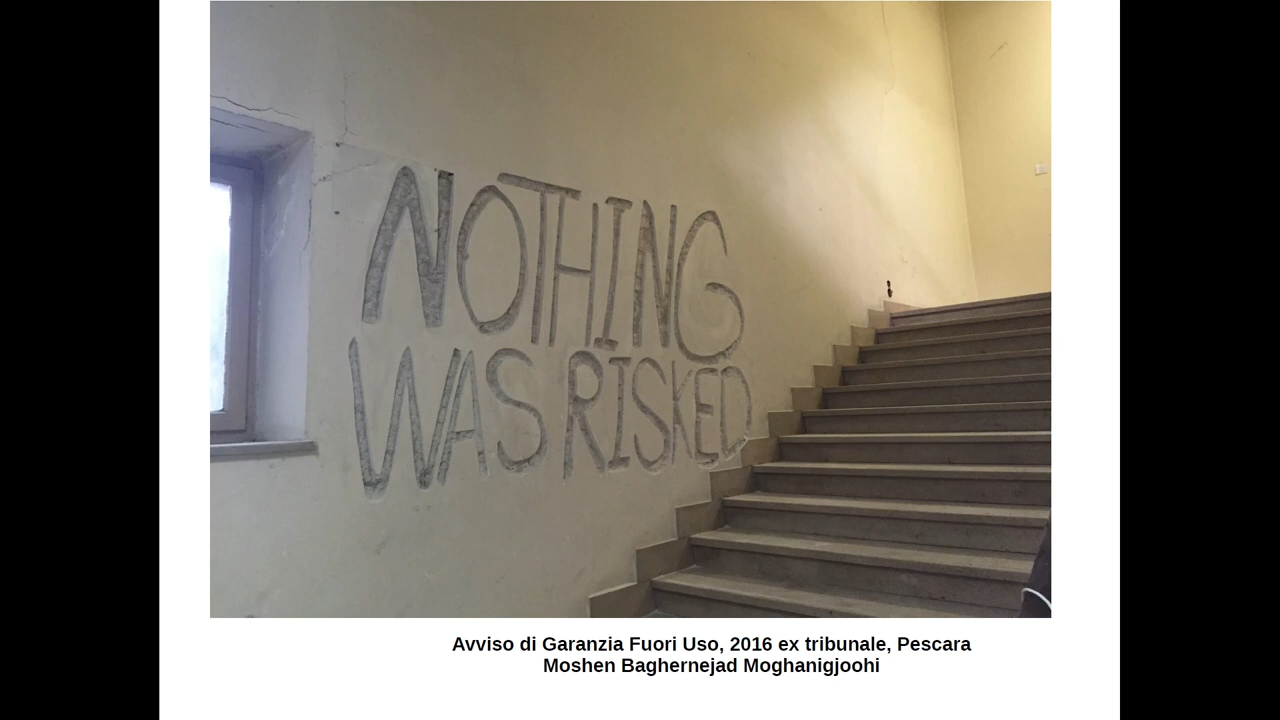 NOTHING
WAS RISKED
Avviso di Garanzia Fuori Uso, 2016 ex tribunale, Pescara
Moshen Baghernejad Moghanigjoohi